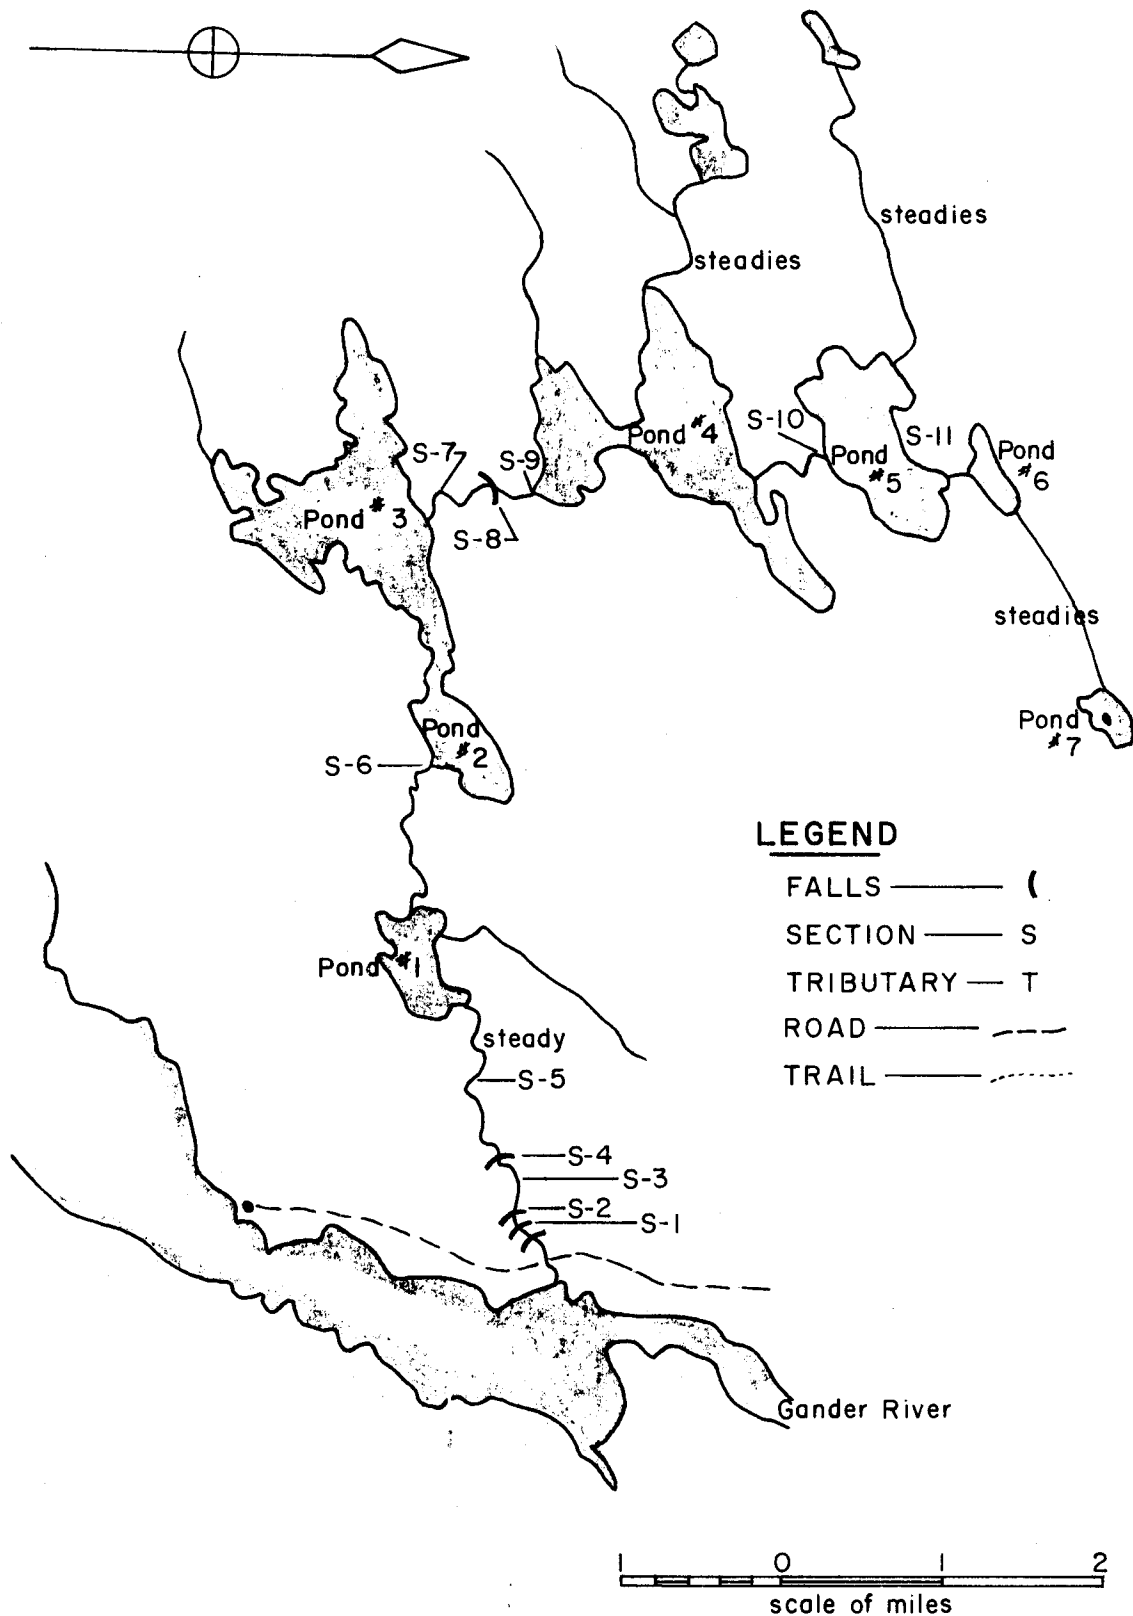 steadies
steadies
S-10
Pond #4
S-11
S-7
S-9
Pond
#5
Pond
#6
Pond #3
S-8
steadies
Pond
#2
Pond
#7
S-6
LEGEND
FALLS (
SECTION S
TRIBUTARY T
ROAD
TRAIL
Pond #1
steady
S-5
S-4
S-3
S-2
S-1
Gander River
1 0 1 2
scale of miles